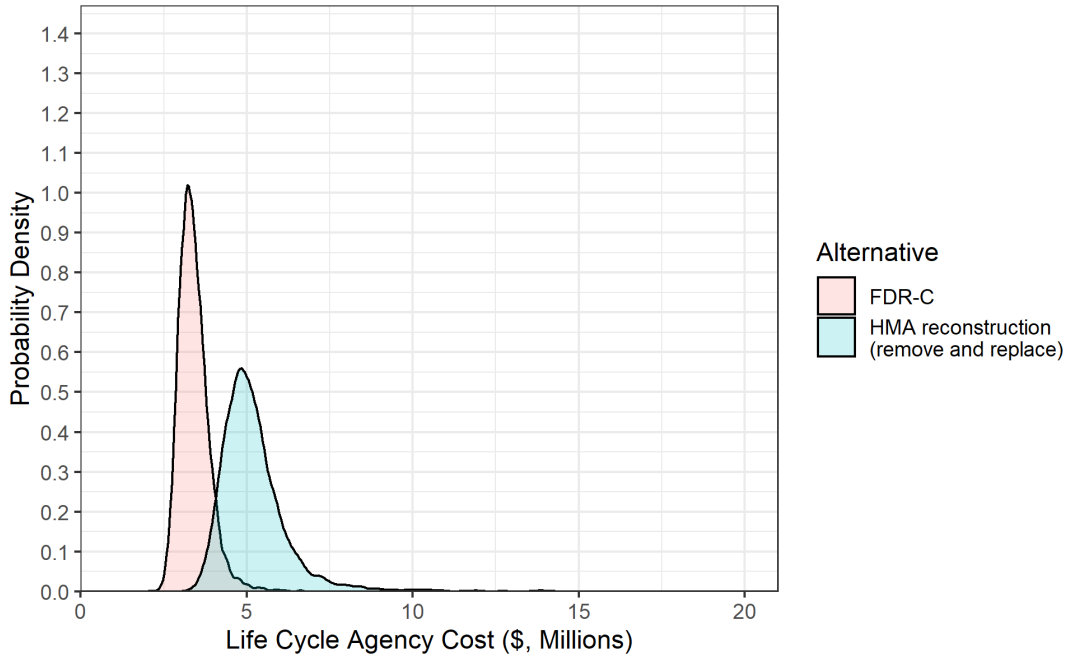 1.4
1.3
1.2
1.1
1.0
0.9
0.8
0.7
0.6
0.5
0.4
0.3
0.2
0.1
0.0
Probability Density
0 5 10 15 20
Life Cycle Agency Cost ($, Millions)
Alternative
FDR-C
HMA reconstruction
(remove and replace)